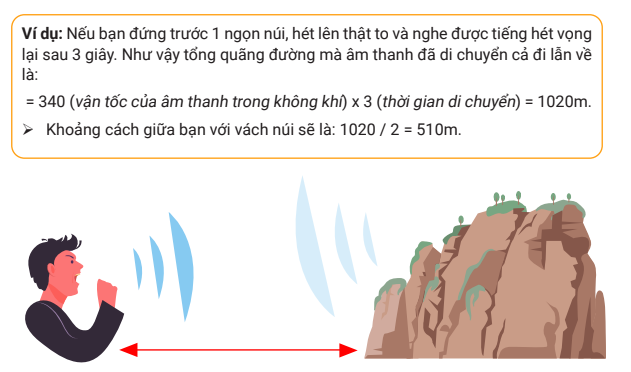 Ví dụ: Nếu bạn đứng trước 1 ngọn núi, hét lên thật to và nghe được tiếng hét vọng
lại sau 3 giây. Như vậy tổng quãng đường mà âm thanh đã di chuyển cả đi lẫn về
là:
= 340 (vận tốc của âm thanh trong không khí) x 3 (thời gian di chuyển) = 1020m.
➢ Khoảng cách giữa bạn với vách núi sẽ là: 1020 / 2 = 510m.